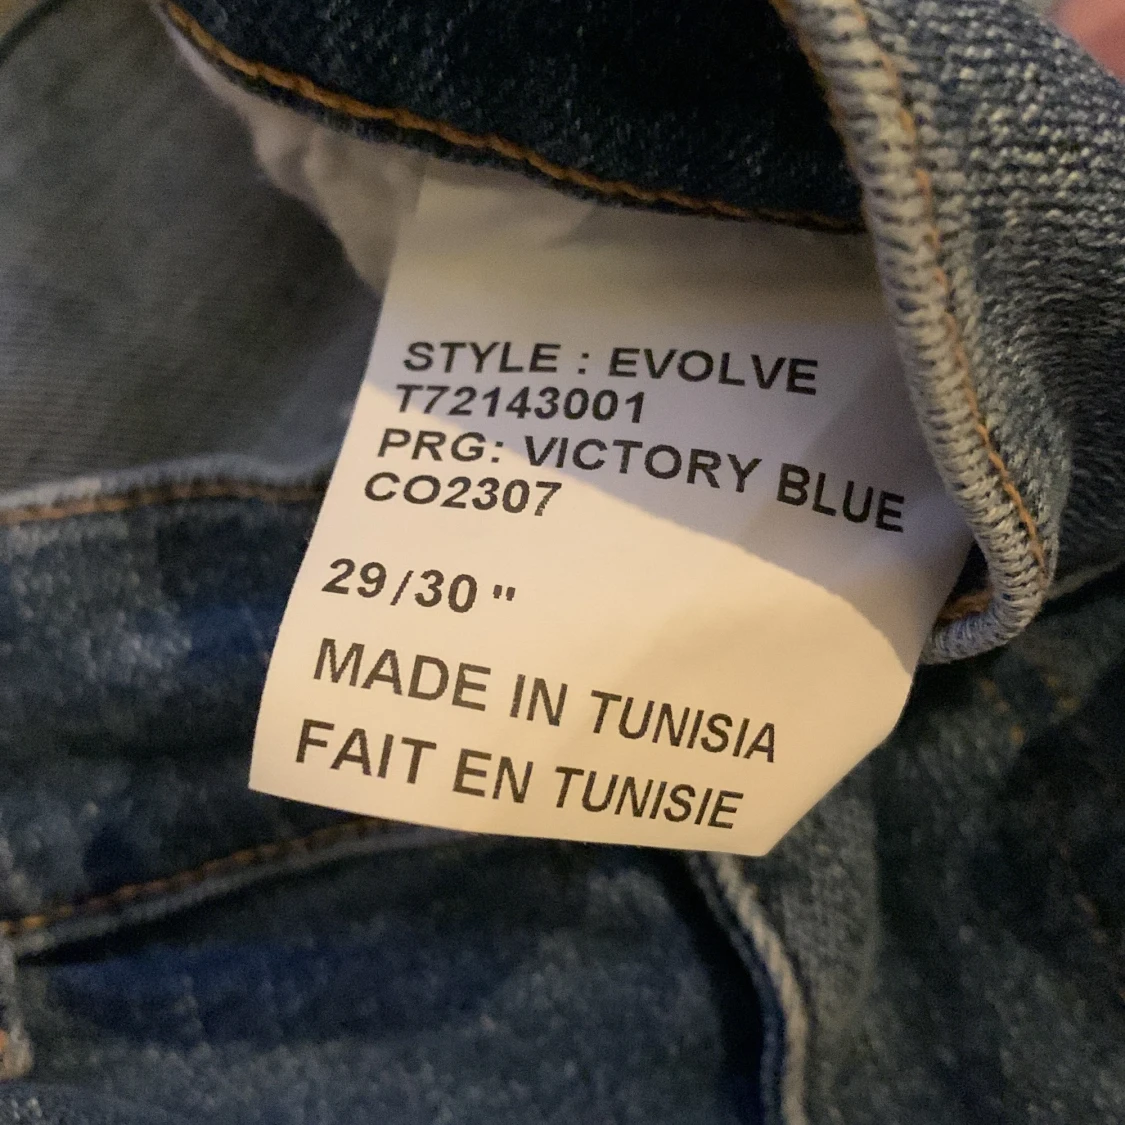 STYLE : EVOLVE
T72143001
PRG: VICTORY BLUE
CO2307
29/30 "
MADE IN TUNISIA
FAIT EN TUNISIE